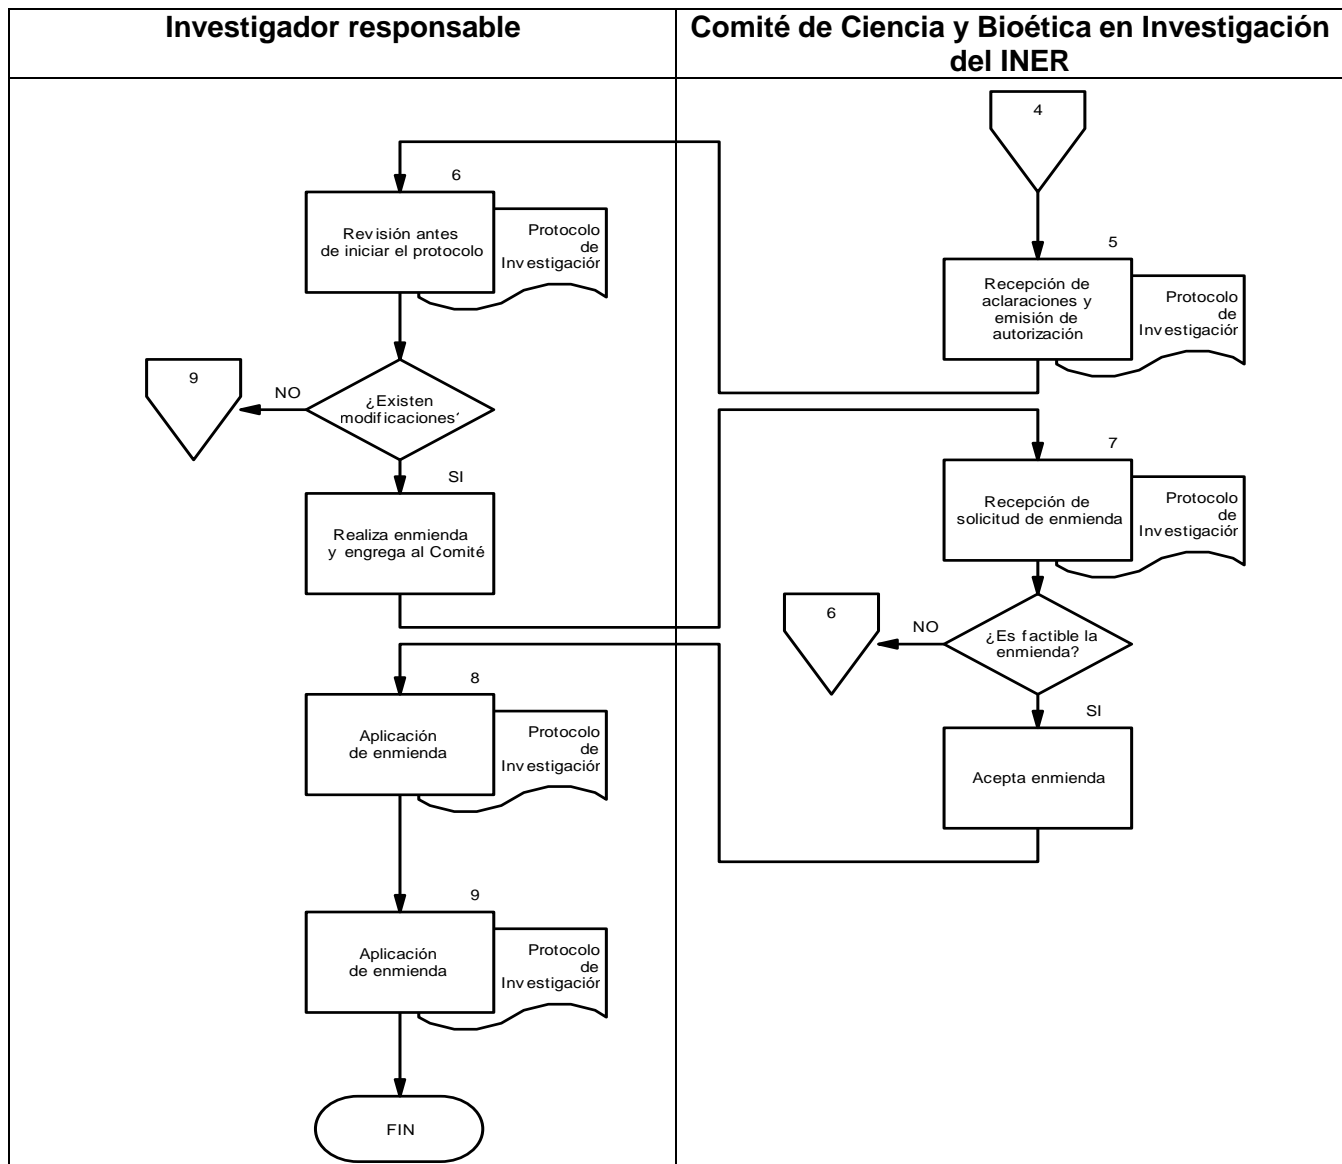 Investigador responsable
Comité de Ciencia y Bioética en Investigación
del INER
4
6
Revisión antes
de iniciar el protocolo
Protocolo
de
Investigaciór
5
Recepción de
aclaraciones y
emisión de
autorización
Protocolo
de
Investigaciór
9
NO
¿Existen
modificaciones
SI
Realiza enmienda
y engrega al Comité
7
Recepción de
solicitud de enmienda
Protocolo
de
Investigaciór
6
NO
¿Es factible la
enmienda?
SI
Acepta enmienda
8
Aplicación
de enmienda
Protocolo
de
Investigaciór
9
Aplicación
de enmienda
Protocolo
de
Investigaciór
FIN